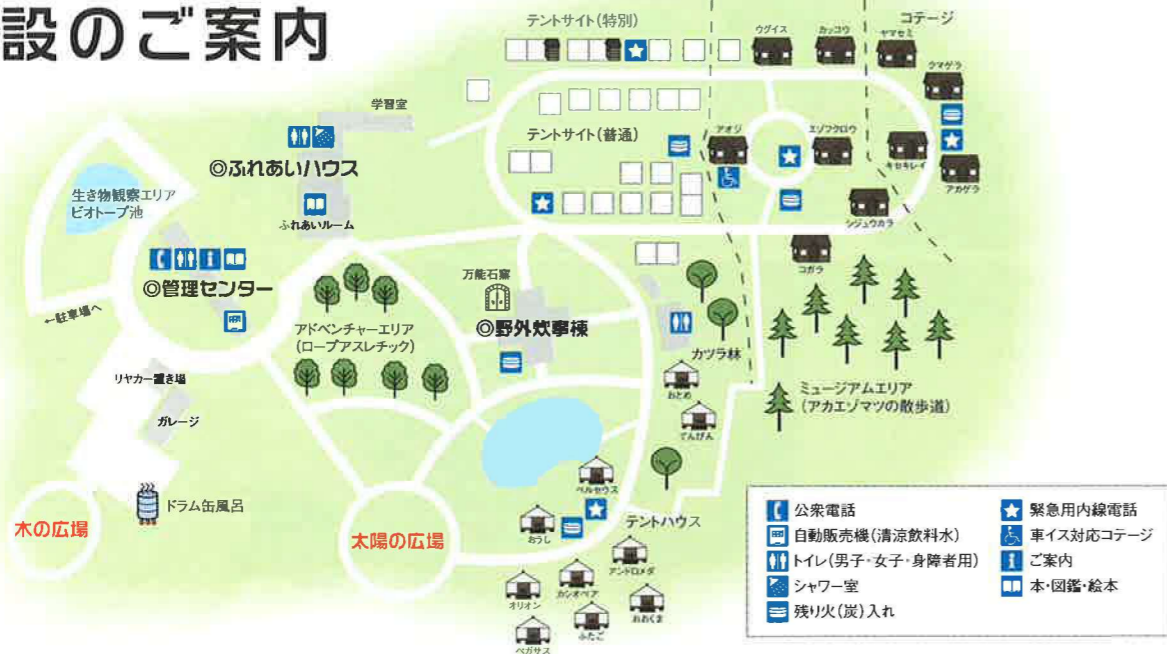 設のご案内
テントサイト(特別)
ウグイス
カッコウ
コテージ
ヤマセミ
クマゲラ
学習室
◎ふれあいハウス
テントサイト(普通)
アオジ
エゾフクロウ
キセキレイ
アカゲラ
生き物観察エリア
ビオトープ池
ふれあいルーム
シジュウカラ
コガラ
◎管理センター
万能石窯
←駐車場へ
アドベンチャーエリア
(ロープアスレチック)
◎野外炊事棟
カツラ林
リヤカー置き場
おとめ
ミュージアムエリア
(アカエゾマツの散歩道)
ガレージ
てんびん
ドラム缶風呂
ペルセウス
木の広場
太陽の広場
おうし
テントハウス
アンドロメダ
オリオン
カシオペア
おおぐま
ふたご
ペガサス
公衆電話
自動販売機(清涼飲料水)
トイレ(男子・女子・身障者用)
シャワー室
残り火(炭)入れ
緊急用内線電話
車イス対応コテージ
ご案内
本・図鑑・絵本